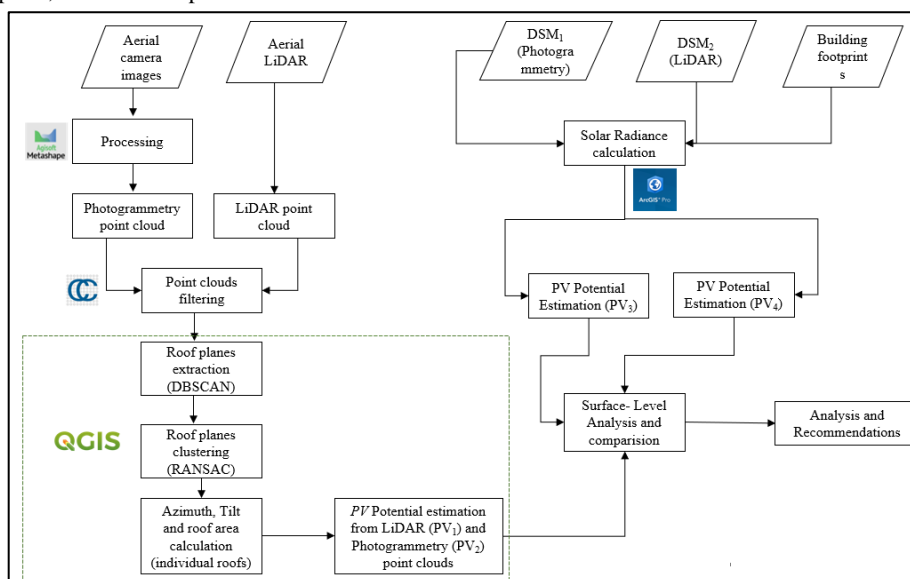 Aerial
camera
images
Aerial
LiDAR
Agisoft
Metashape
Processing
Photogrammetry
point cloud
LiDAR point
cloud
Point clouds
filtering
Roof planes
extraction
(DBSCAN)
QGIS
Roof planes
clustering
(RANSAC)
Azimuth, Tilt
and roof area
calculation
(individual roofs)
PV Potential estimation
from LiDAR (PV₁) and
Photogrammetry (PV₂)
point clouds
DSM₁
(Photogra
mmetry)
DSM₂
(LiDAR)
Building
footprint
s
Solar Radiance
calculation
ArcGIS Pro
PV Potential
Estimation (PV₃)
PV Potential
Estimation (PV₄)
Surface- Level
Analysis and
comparision
Analysis and
Recommendations